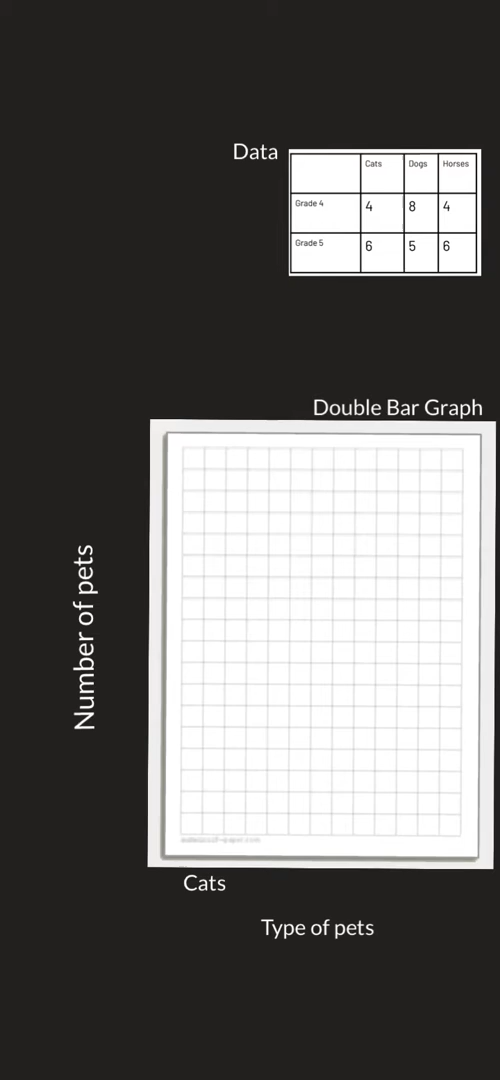 Data
Cats Dogs Horses
Grade 4 4 8 4
Grade 5 6 5 6
Double Bar Graph
Number of pets
Cats
Type of pets